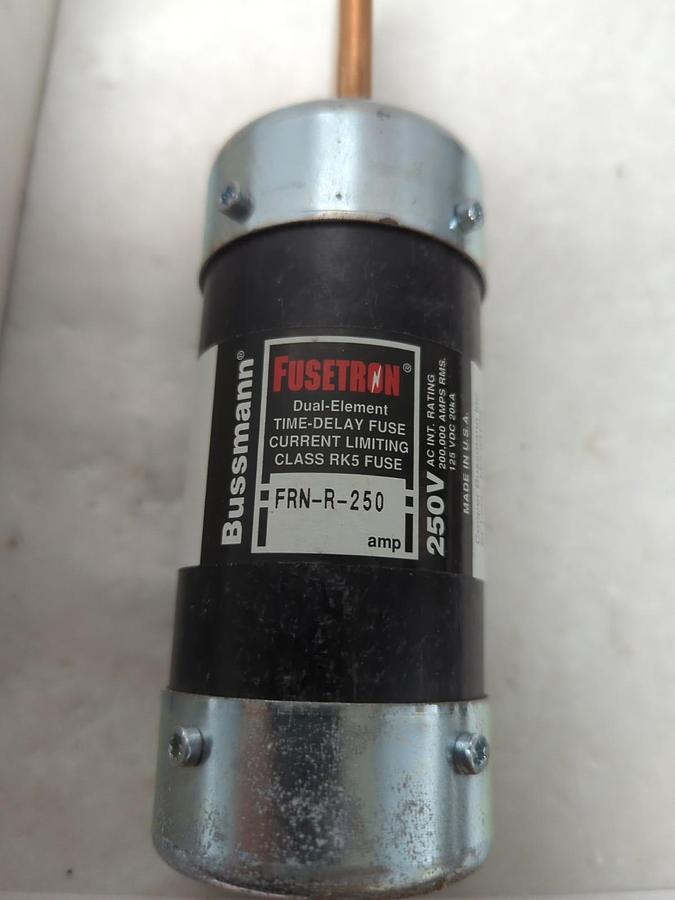 Bussmann®
FUSETRON®
Dual-Element
TIME-DELAY FUSE
CURRENT LIMITING
CLASS RK5 FUSE
FRN-R-250
amp
250V
AC INT. RATING
200,000 AMPS RMS.
125 VDC 20kA
MADE IN U.S.A.